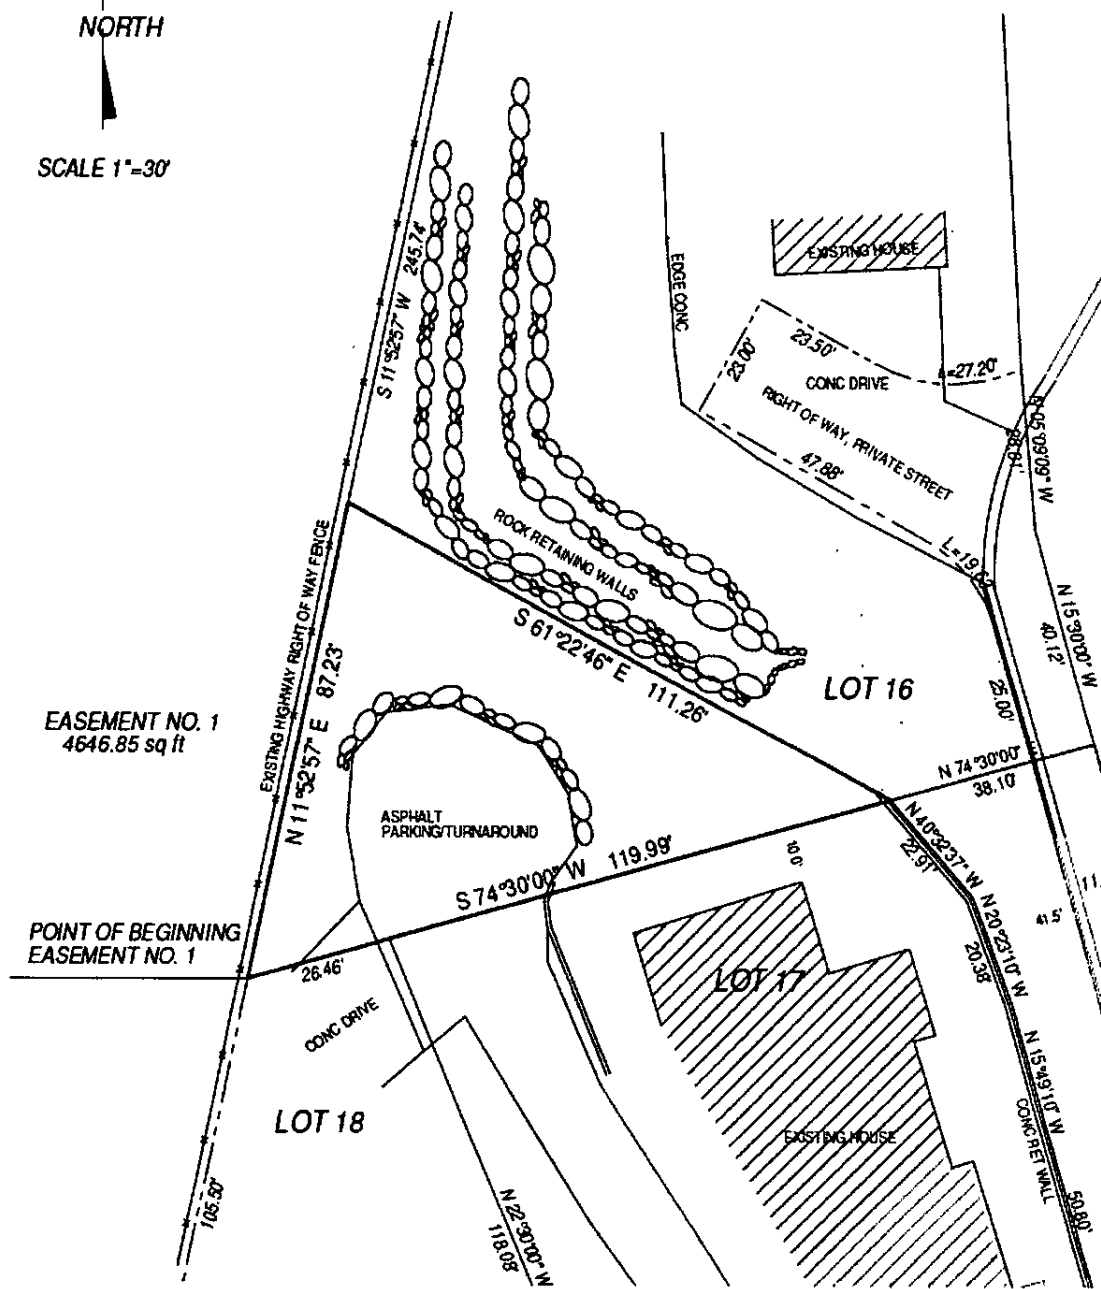 NORTH
SCALE 1"=30'
S 11°52'57" W 245.74'
EDGE CONC
EXISTING HOUSE
23.50'
23.00'
L=27.20'
CONC DRIVE
RIGHT OF WAY, PRIVATE STREET
47.88'
N 05°09'09" W
ROCK RETAINING WALLS
S 61°22'46" E 111.26'
N 15°30'00" W
40.12'
LOT 16
25.00'
EASEMENT NO. 1
4646.85 sq ft
EXISTING HIGHWAY RIGHT OF WAY FENCE
N 11°52'57" E 87.23'
ASPHALT
PARKING/TURNAROUND
N 74°30'00"
38.10'
S 74°30'00" W 119.99'
10.0'
N 40°32'37" W
22.91'
41.5'
N 20°23'10" W
20.38'
POINT OF BEGINNING
EASEMENT NO. 1
26.46'
CONC DRIVE
LOT 17
LOT 18
EXISTING HOUSE
N 15°49'10" W
50.80'
CONC RET WALL
105.50'
N 22°30'00" W
118.08'